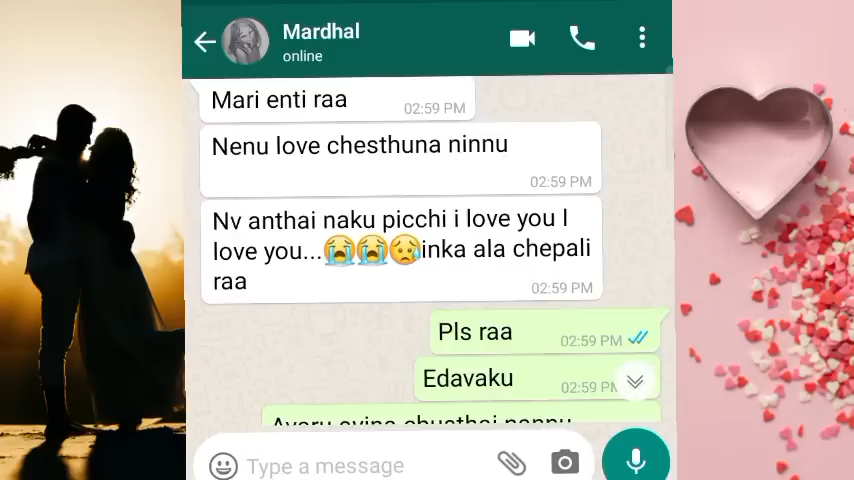 Mardhal
online
Mari enti raa
02:59 PM
Nenu love chesthuna ninnu
02:59 PM
Nv anthai naku picchi i love you I
love you...😭😭😥inka ala chepali
raa
02:59 PM
Pls raa
02:59 PM
Edavaku
02:59 PM
Type a message